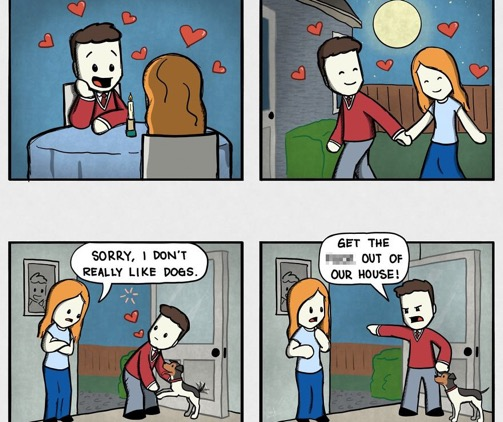 SORRY, I DON'T
REALLY LIKE DOGS.
GET THE
OUT OF
OUR HOUSE!